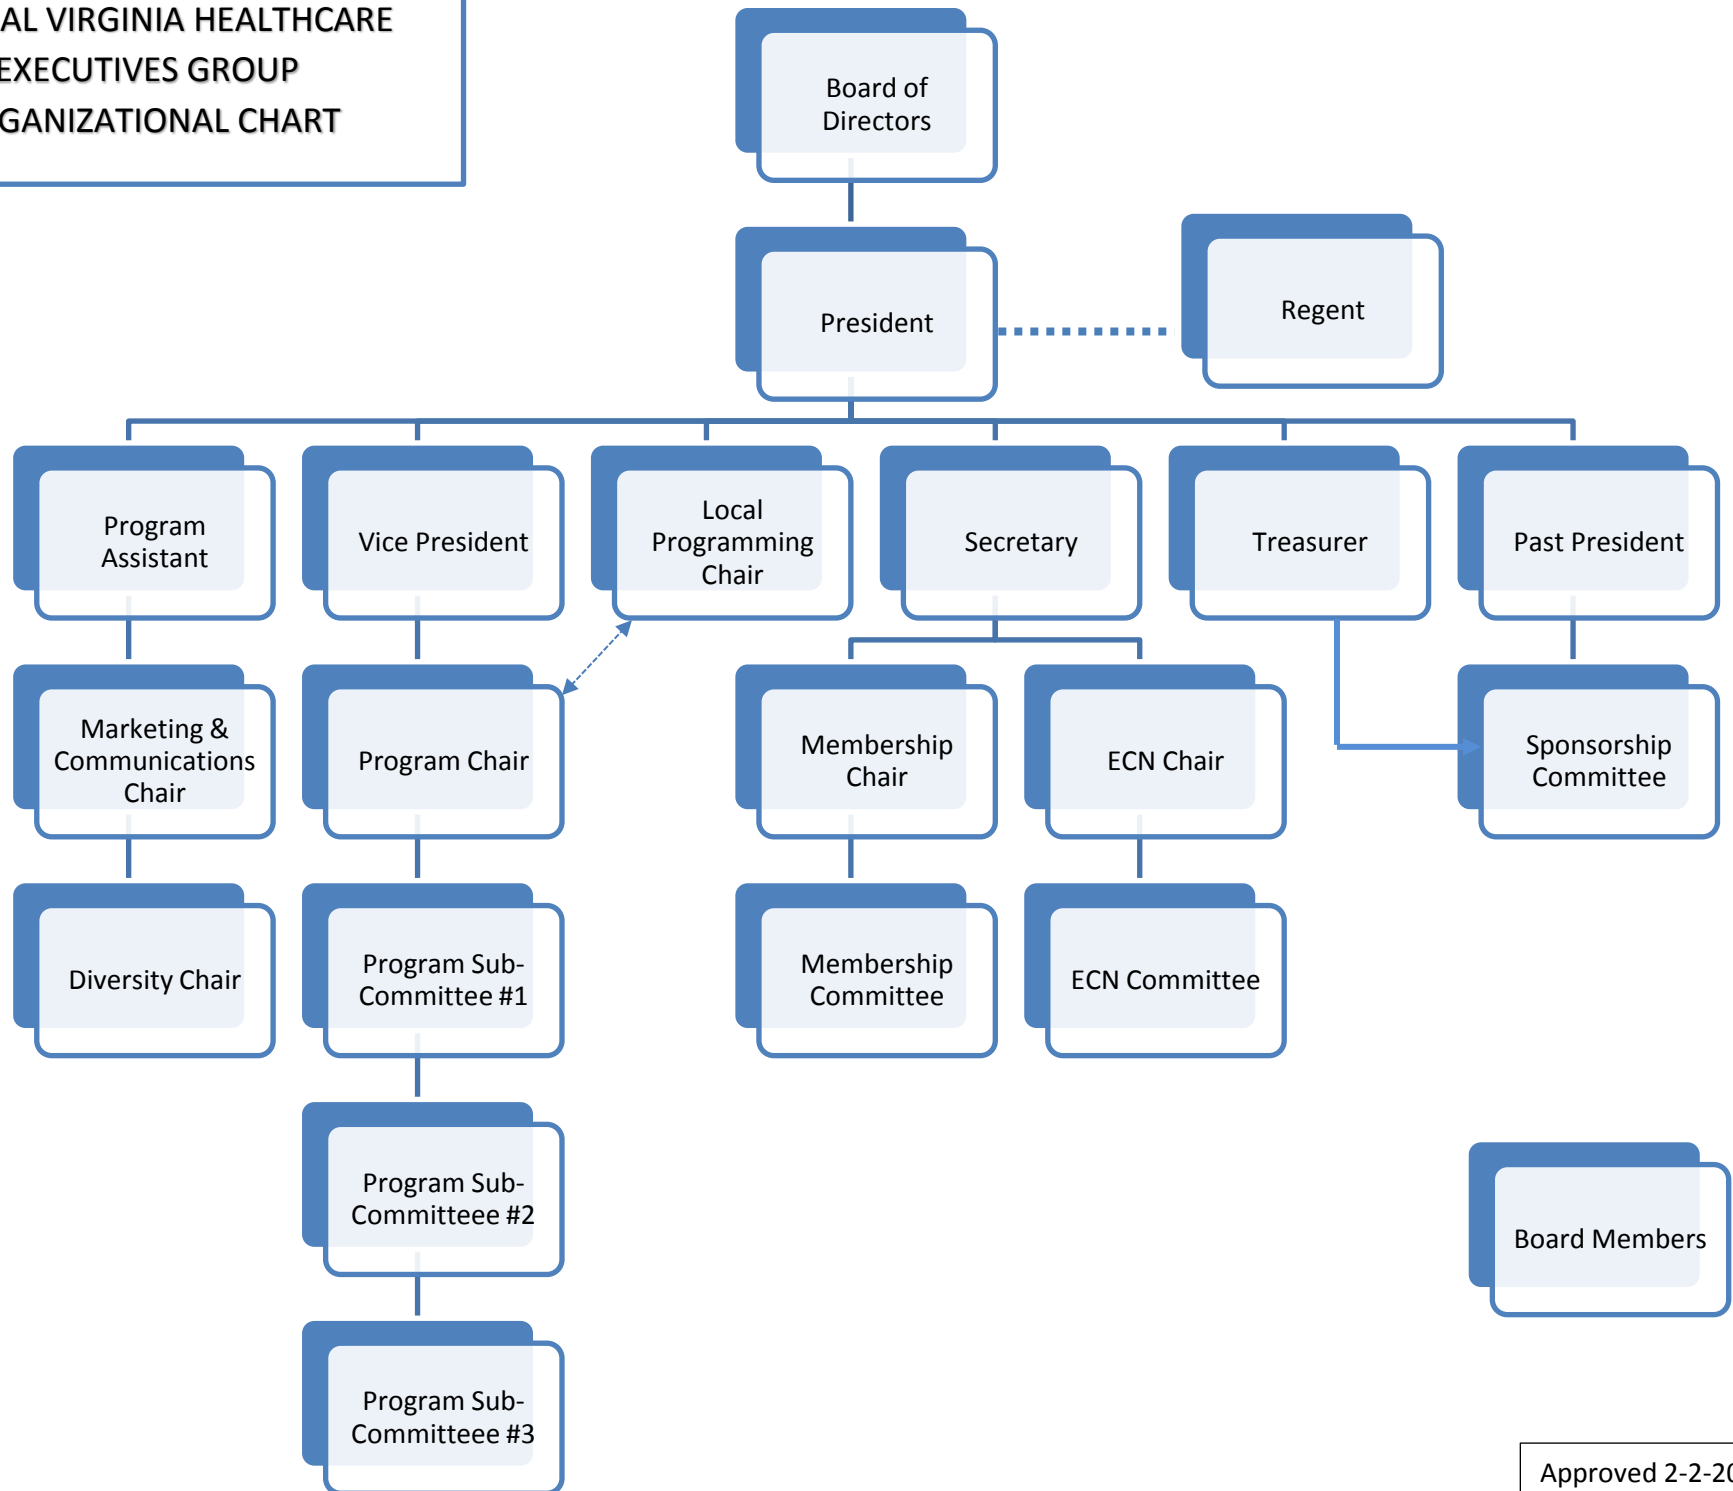 AL VIRGINIA HEALTHCARE
EXECUTIVES GROUP
GANIZATIONAL CHART
Board of
Directors
President
Regent
Program
Assistant
Vice President
Local
Programming
Chair
Secretary
Treasurer
Past President
Marketing &
Communications
Chair
Program Chair
Membership
Chair
ECN Chair
Sponsorship
Committee
Diversity Chair
Program Sub-
Committee #1
Membership
Committee
ECN Committee
Program Sub-
Committeee #2
Board Members
Program Sub-
Committeee #3
Approved 2-2-20